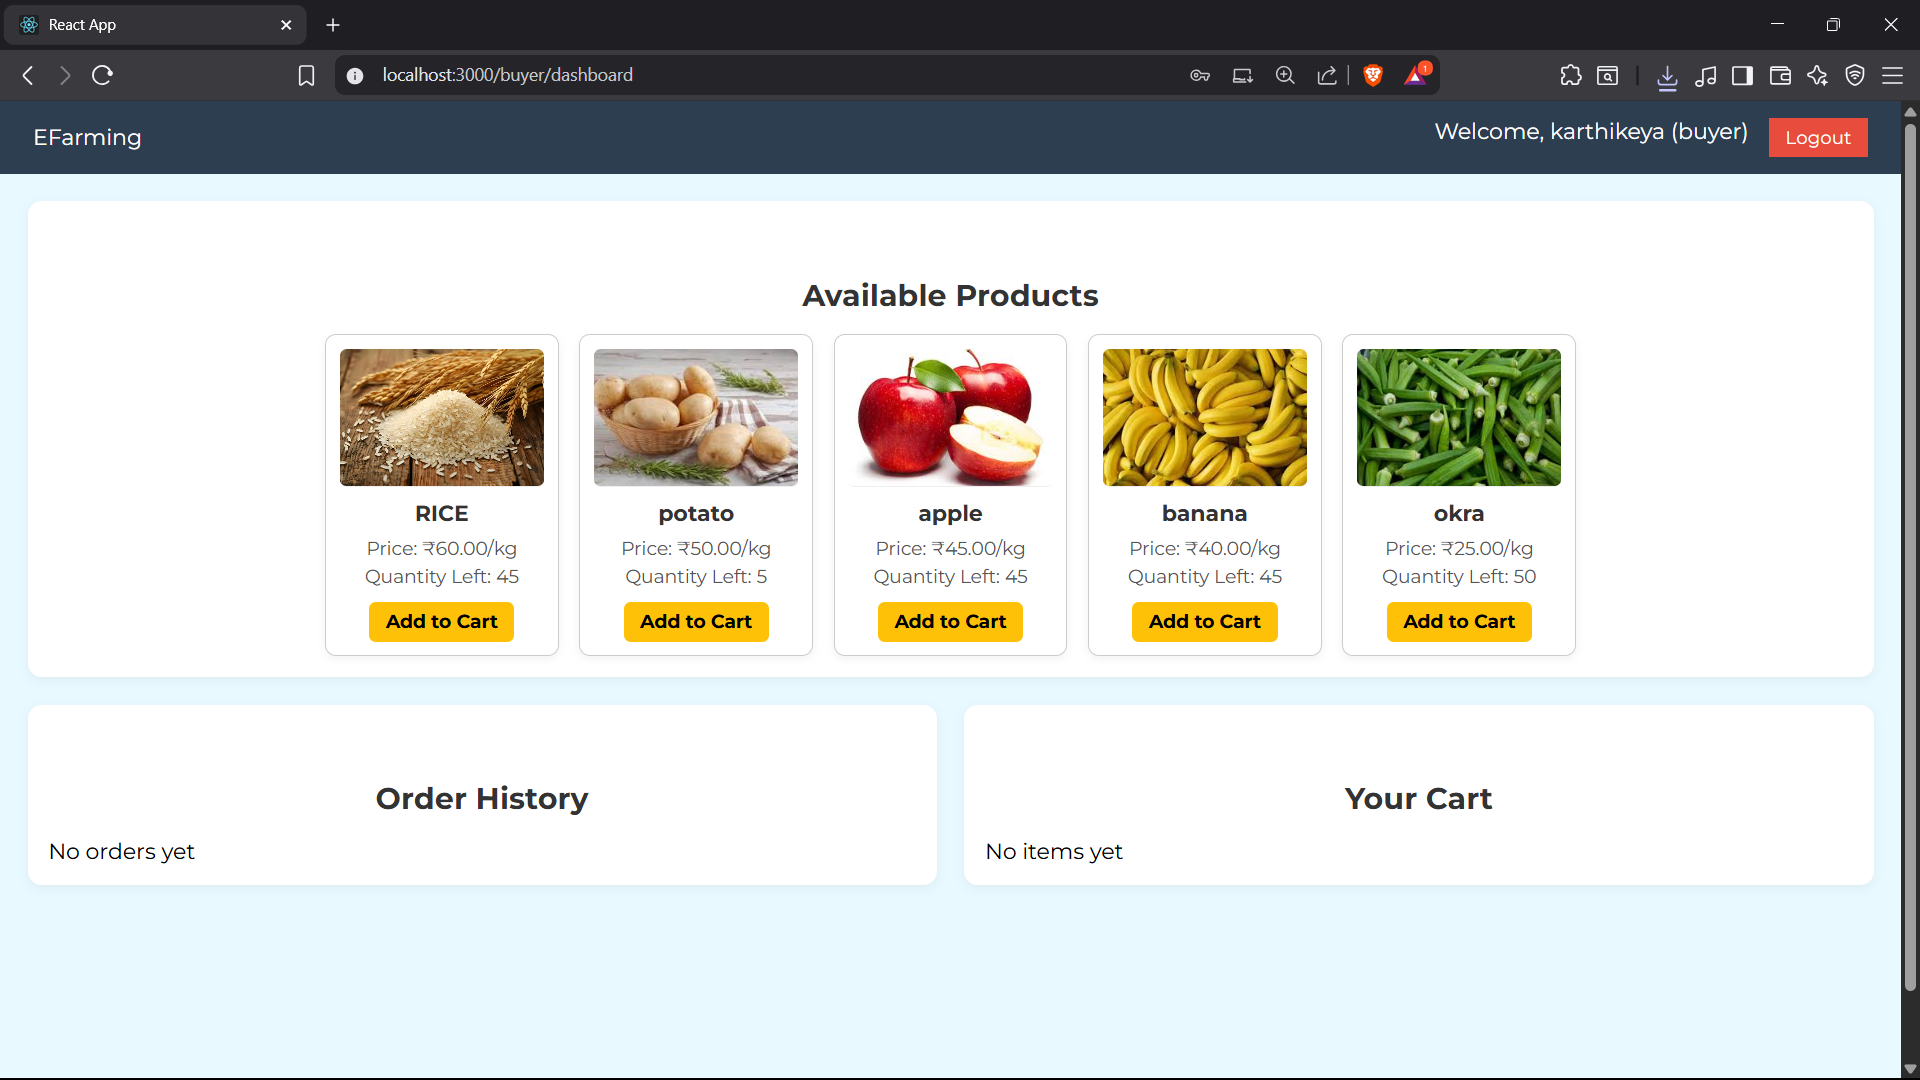 React App
localhost:3000/buyer/dashboard
1
EFarming
Welcome, karthikeya (buyer)
Logout
Available Products
RICE
Price: ₹60.00/kg
Quantity Left: 45
Add to Cart
potato
Price: ₹50.00/kg
Quantity Left: 5
Add to Cart
apple
Price: ₹45.00/kg
Quantity Left: 45
Add to Cart
banana
Price: ₹40.00/kg
Quantity Left: 45
Add to Cart
okra
Price: ₹25.00/kg
Quantity Left: 50
Add to Cart
Order History
No orders yet
Your Cart
No items yet